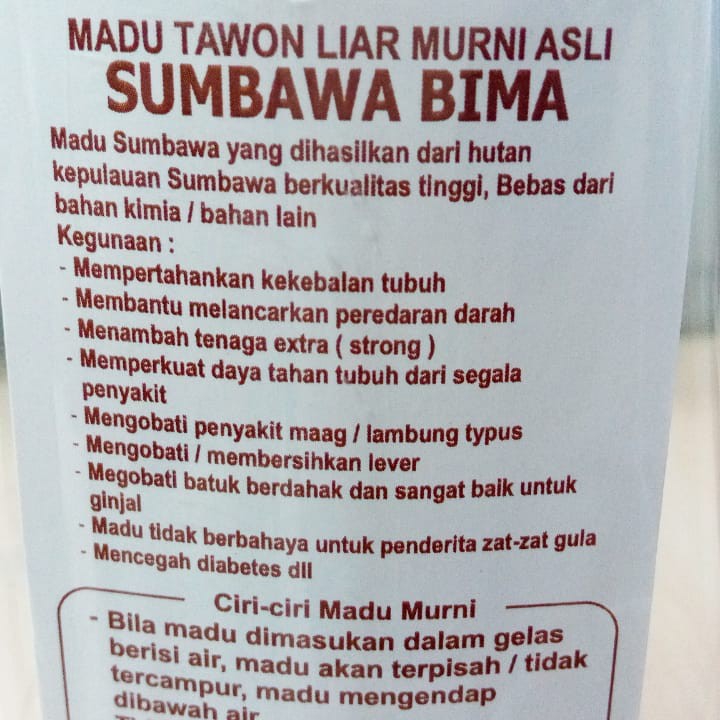 MADU TAWON LIAR MURNI ASLI
SUMBAWA BIMA
Madu Sumbawa yang dihasilkan dari hutan
kepulauan Sumbawa berkualitas tinggi, Bebas dari
bahan kimia / bahan lain
Kegunaan :
- Mempertahankan kekebalan tubuh
- Membantu melancarkan peredaran darah
- Menambah tenaga extra ( strong )
- Memperkuat daya tahan tubuh dari segala
penyakit
- Mengobati penyakit maag / lambung typus
- Mengobati / membersihkan lever
- Megobati batuk berdahak dan sangat baik untuk
ginjal
- Madu tidak berbahaya untuk penderita zat-zat gula
- Mencegah diabetes dll
Ciri-ciri Madu Murni
- Bila madu dimasukan dalam gelas
berisi air, madu akan terpisah / tidak
tercampur, madu mengendap
dibawah air